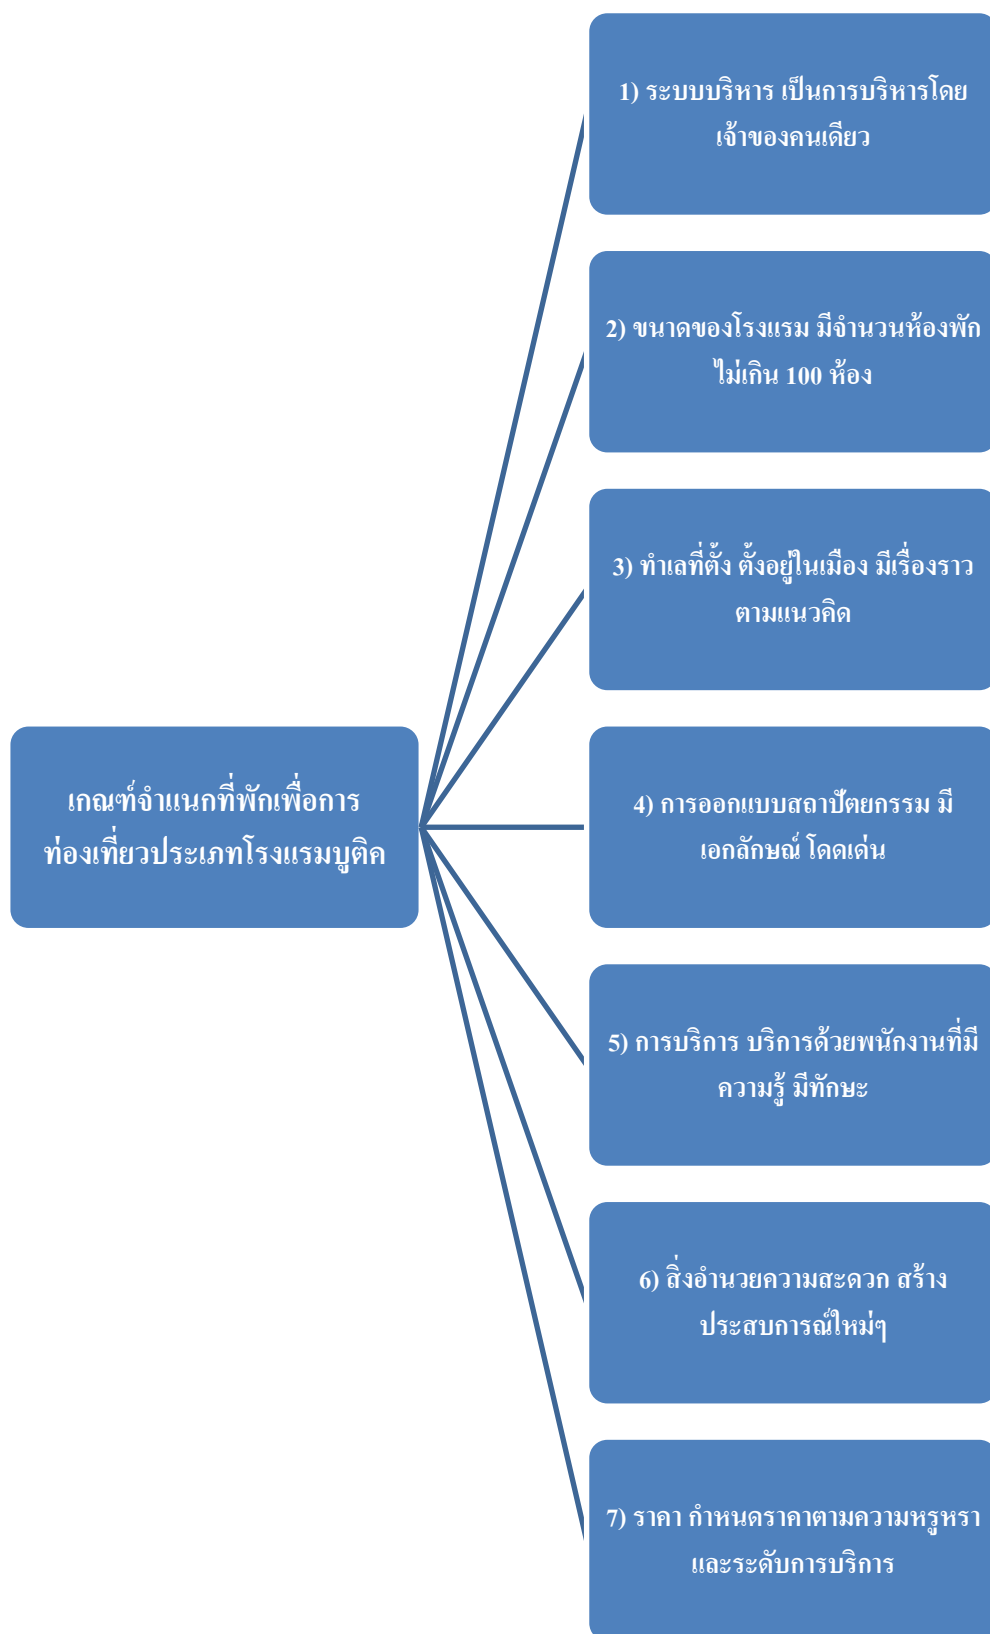 1) ระบบบริหาร เป็นการบริหารโดย
เจ้าของคนเดียว
2) ขนาดของโรงแรม มีจำนวนห้องพัก
ไม่เกิน 100 ห้อง
3) ทำเลที่ตั้ง ตั้งอยู่ในเมือง มีเรื่องราว
ตามแนวคิด
เกณฑ์จำแนกที่พักเพื่อการ
ท่องเที่ยวประเภทโรงแรมบูติค
4) การออกแบบสถาปัตยกรรม มี
เอกลักษณ์ โดดเด่น
5) การบริการ บริการด้วยพนักงานที่มี
ความรู้ มีทักษะ
6) สิ่งอำนวยความสะดวก สร้าง
ประสบการณ์ใหม่ๆ
7) ราคา กำหนดราคาตามความหรูหรา
และระดับการบริการ